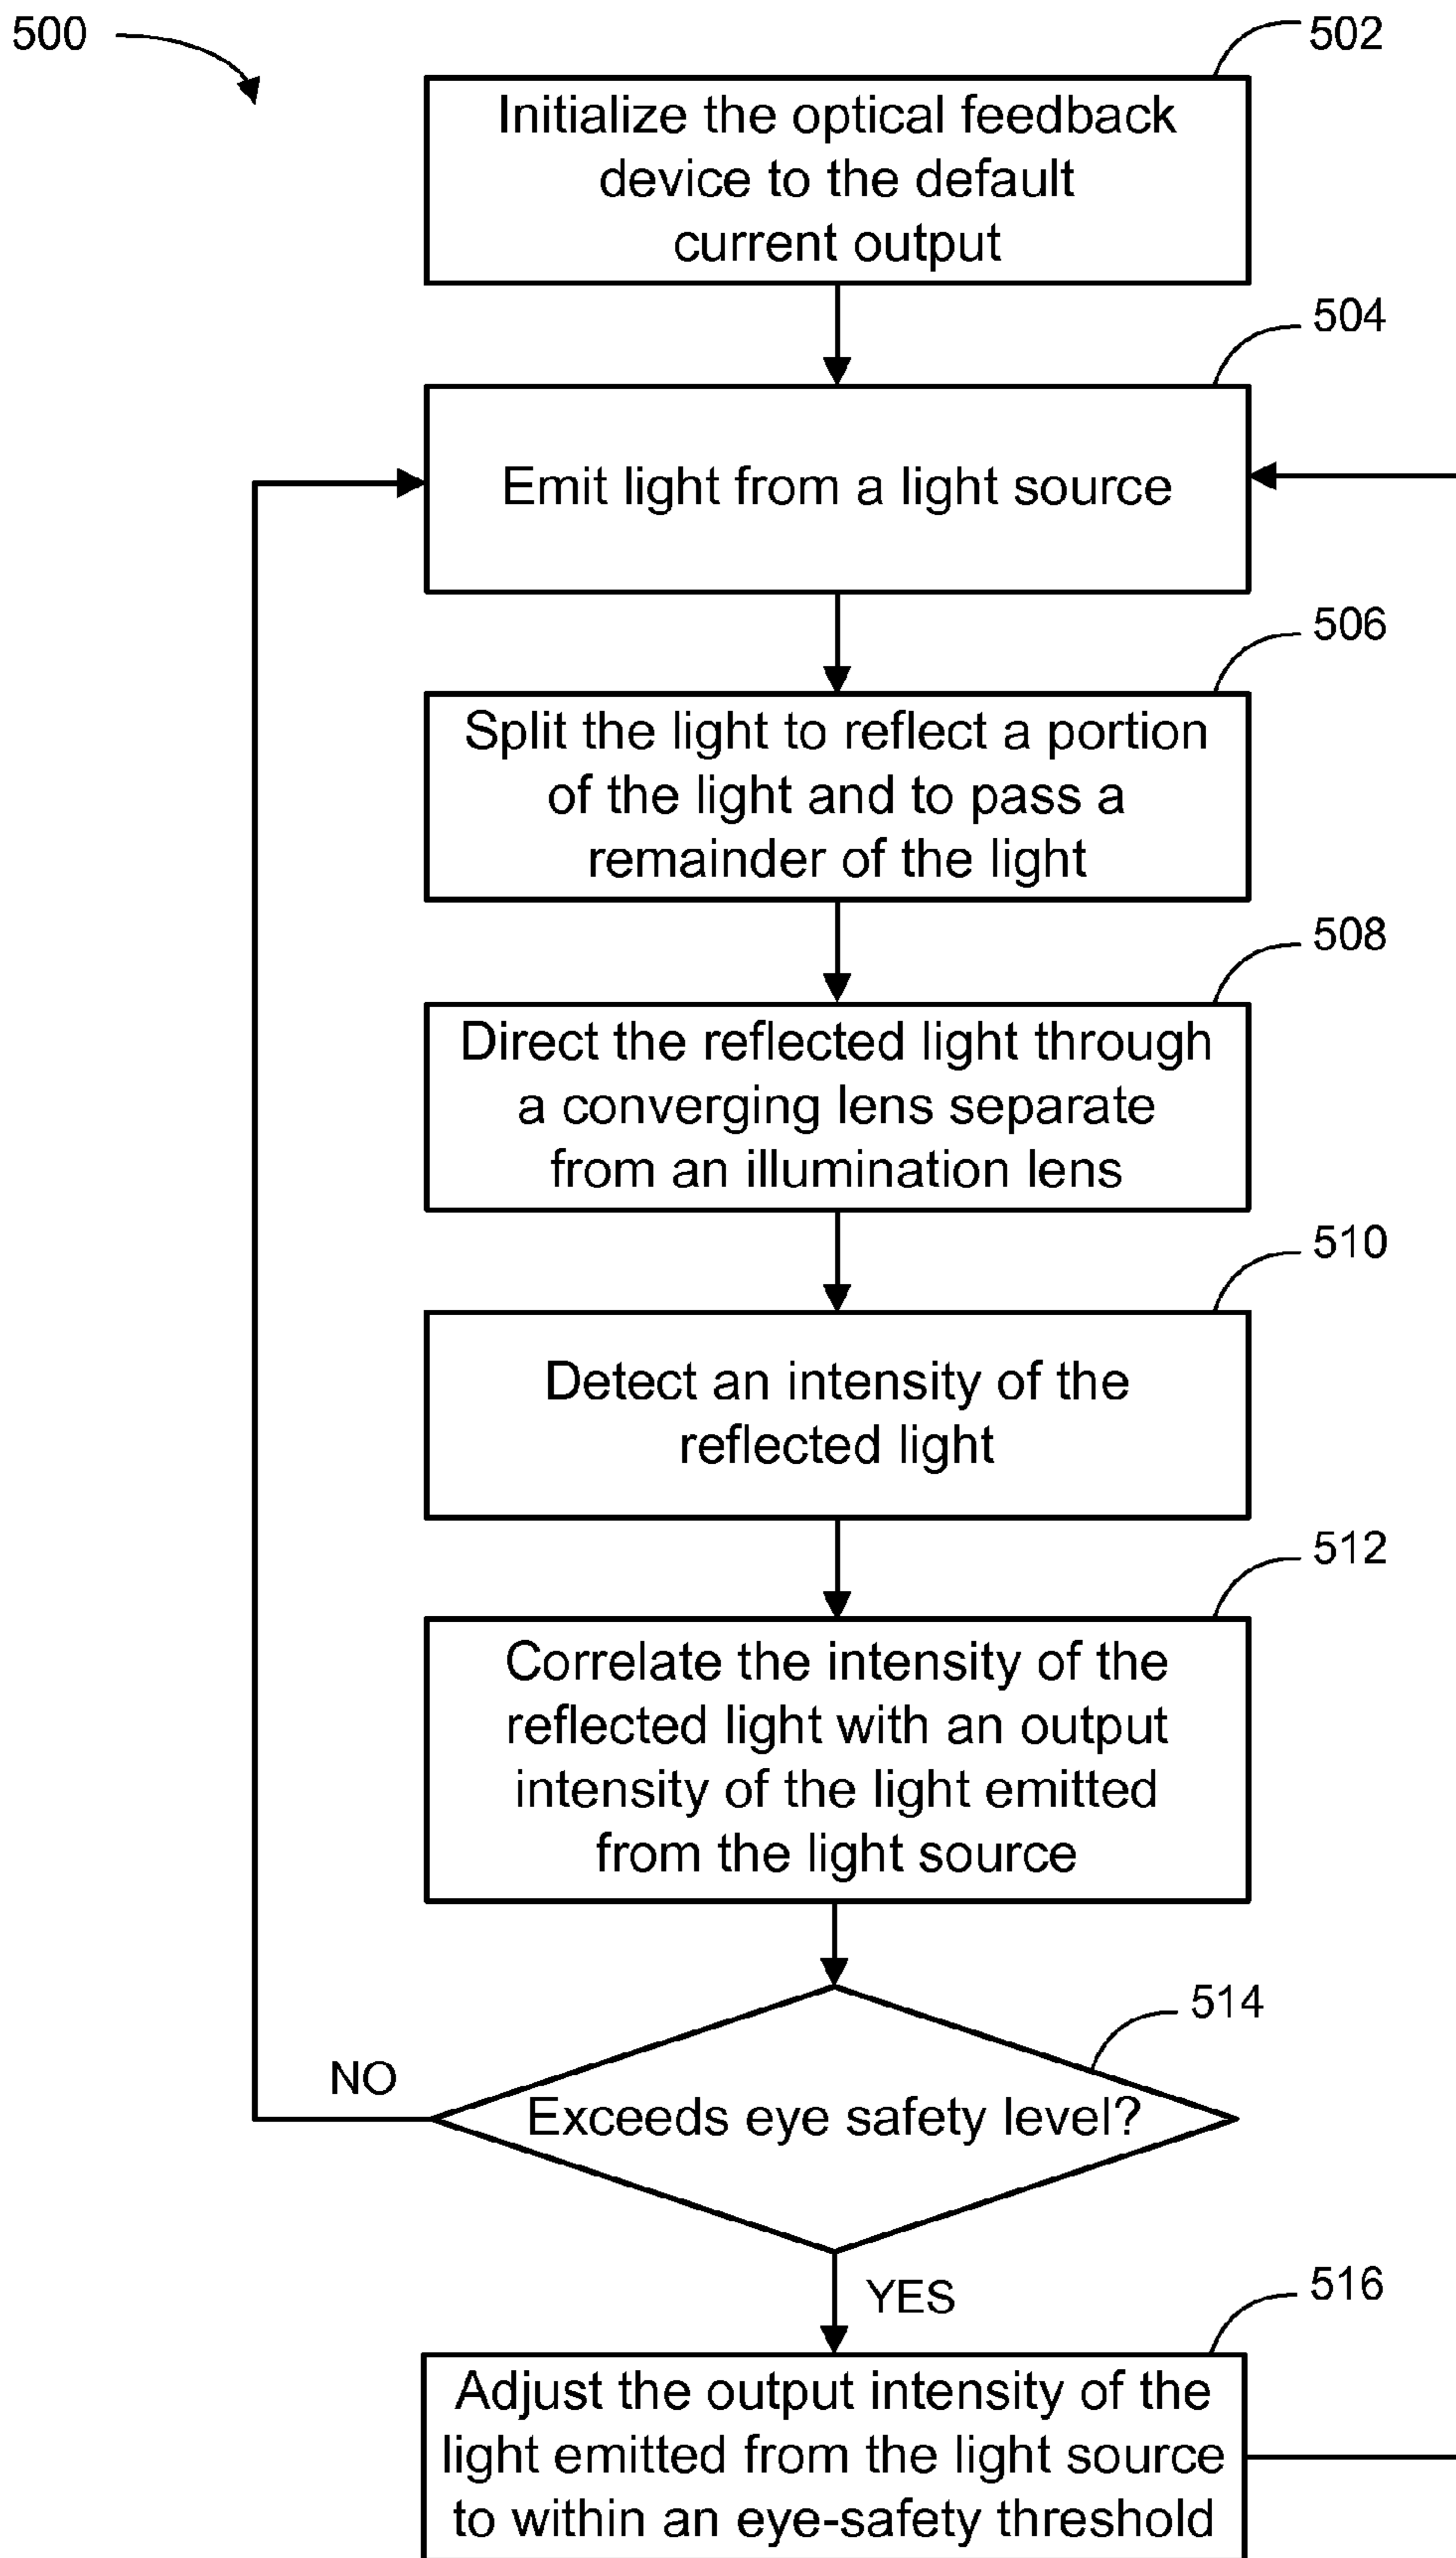 500
502
Initialize the optical feedback
device to the default
current output
504
Emit light from a light source
506
Split the light to reflect a portion
of the light and to pass a
remainder of the light
508
Direct the reflected light through
a converging lens separate
from an illumination lens
510
Detect an intensity of the
reflected light
512
Correlate the intensity of the
reflected light with an output
intensity of the light emitted
from the light source
514
NO
Exceeds eye safety level?
YES
516
Adjust the output intensity of the
light emitted from the light source
to within an eye-safety threshold